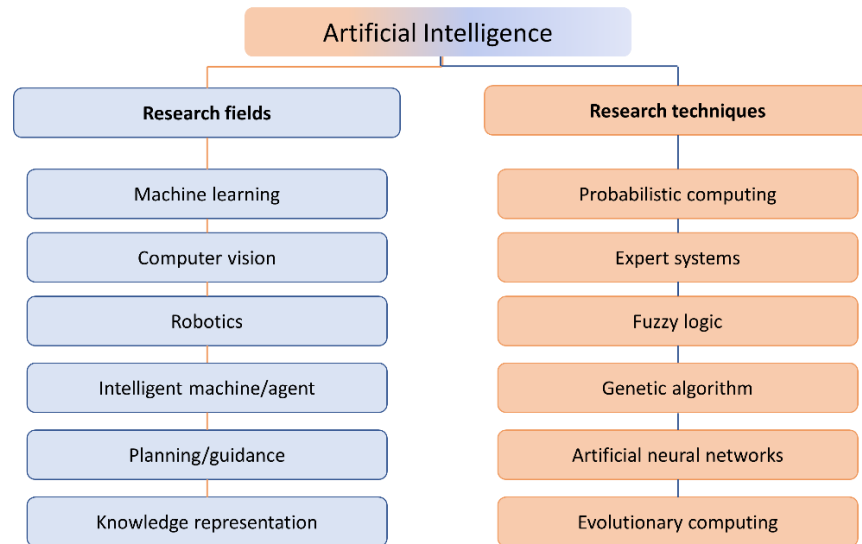 Artificial Intelligence
Research fields
Machine learning
Computer vision
Robotics
Intelligent machine/agent
Planning/guidance
Knowledge representation
Research techniques
Probabilistic computing
Expert systems
Fuzzy logic
Genetic algorithm
Artificial neural networks
Evolutionary computing